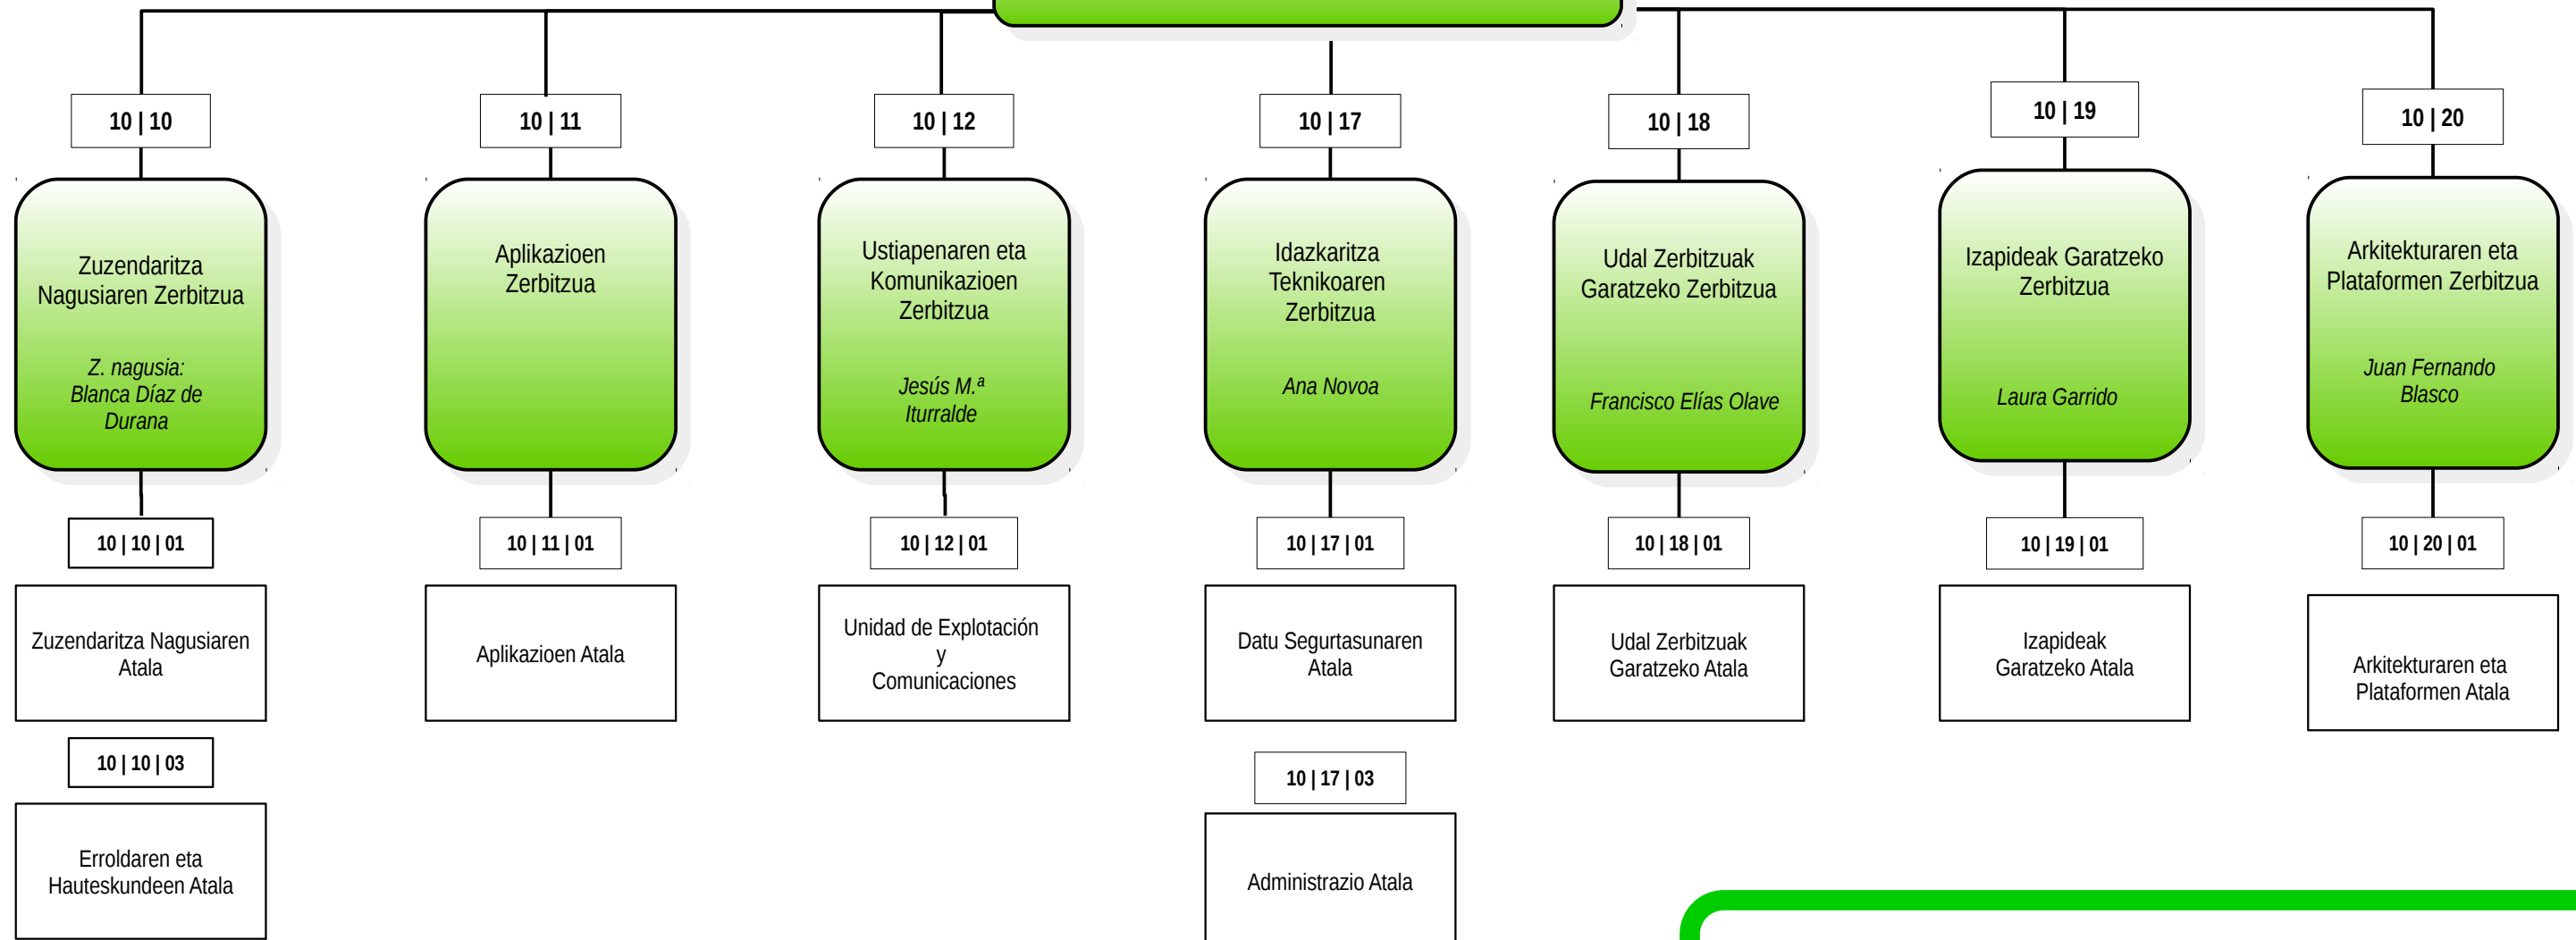 10 | 10
10 | 11
10 | 12
10 | 17
10 | 18
10 | 19
10 | 20
Zuzendaritza
Nagusiaren Zerbitzua
Z. nagusia:
Blanca Díaz de
Durana
Aplikazioen
Zerbitzua
Ustiapenaren eta
Komunikazioen
Zerbitzua
Jesús M.ª
Iturralde
Idazkaritza
Teknikoaren
Zerbitzua
Ana Novoa
Udal Zerbitzuak
Garatzeko Zerbitzua
Francisco Elías Olave
Izapideak Garatzeko
Zerbitzua
Laura Garrido
Arkitekturaren eta
Plataformen Zerbitzua
Juan Fernando
Blasco
10 | 10 | 01
10 | 11 | 01
10 | 12 | 01
10 | 17 | 01
10 | 18 | 01
10 | 19 | 01
10 | 20 | 01
Zuzendaritza Nagusiaren
Atala
Aplikazioen Atala
Unidad de Explotación
y
Comunicaciones
Datu Segurtasunaren
Atala
Udal Zerbitzuak
Garatzeko Atala
Izapideak
Garatzeko Atala
Arkitekturaren eta
Plataformen Atala
10 | 10 | 03
10 | 17 | 03
Erroldaren eta
Hauteskundeen Atala
Administrazio Atala